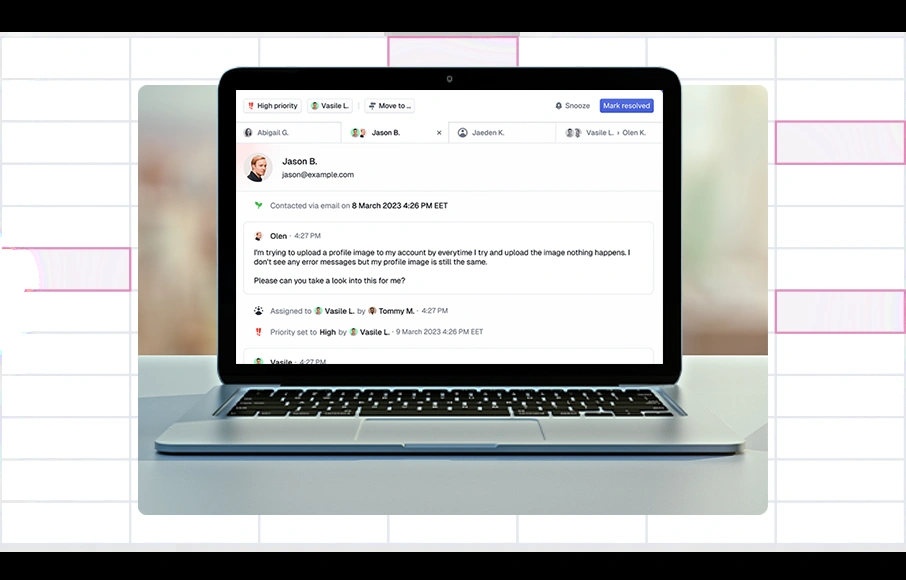 High priority
Vasile L.
Move to ...
Snooze
Mark resolved
Abigail G.
Jason B.
Jaeden K.
Vasile L. › Olen K.
Jason B.
jason@example.com
Contacted via email on 8 March 2023 4:26 PM EET
Olen · 4:27 PM
I'm trying to upload a profile image to my account by everytime I try and upload the image nothing happens. I
don't see any error messages but my profile image is still the same.
Please can you take a look into this for me?
Assigned to Vasile L. by Tommy M. · 4:27 PM
Priority set to High by Vasile L. · 9 March 2023 4:26 PM EET
Vasile · 4:27 PM